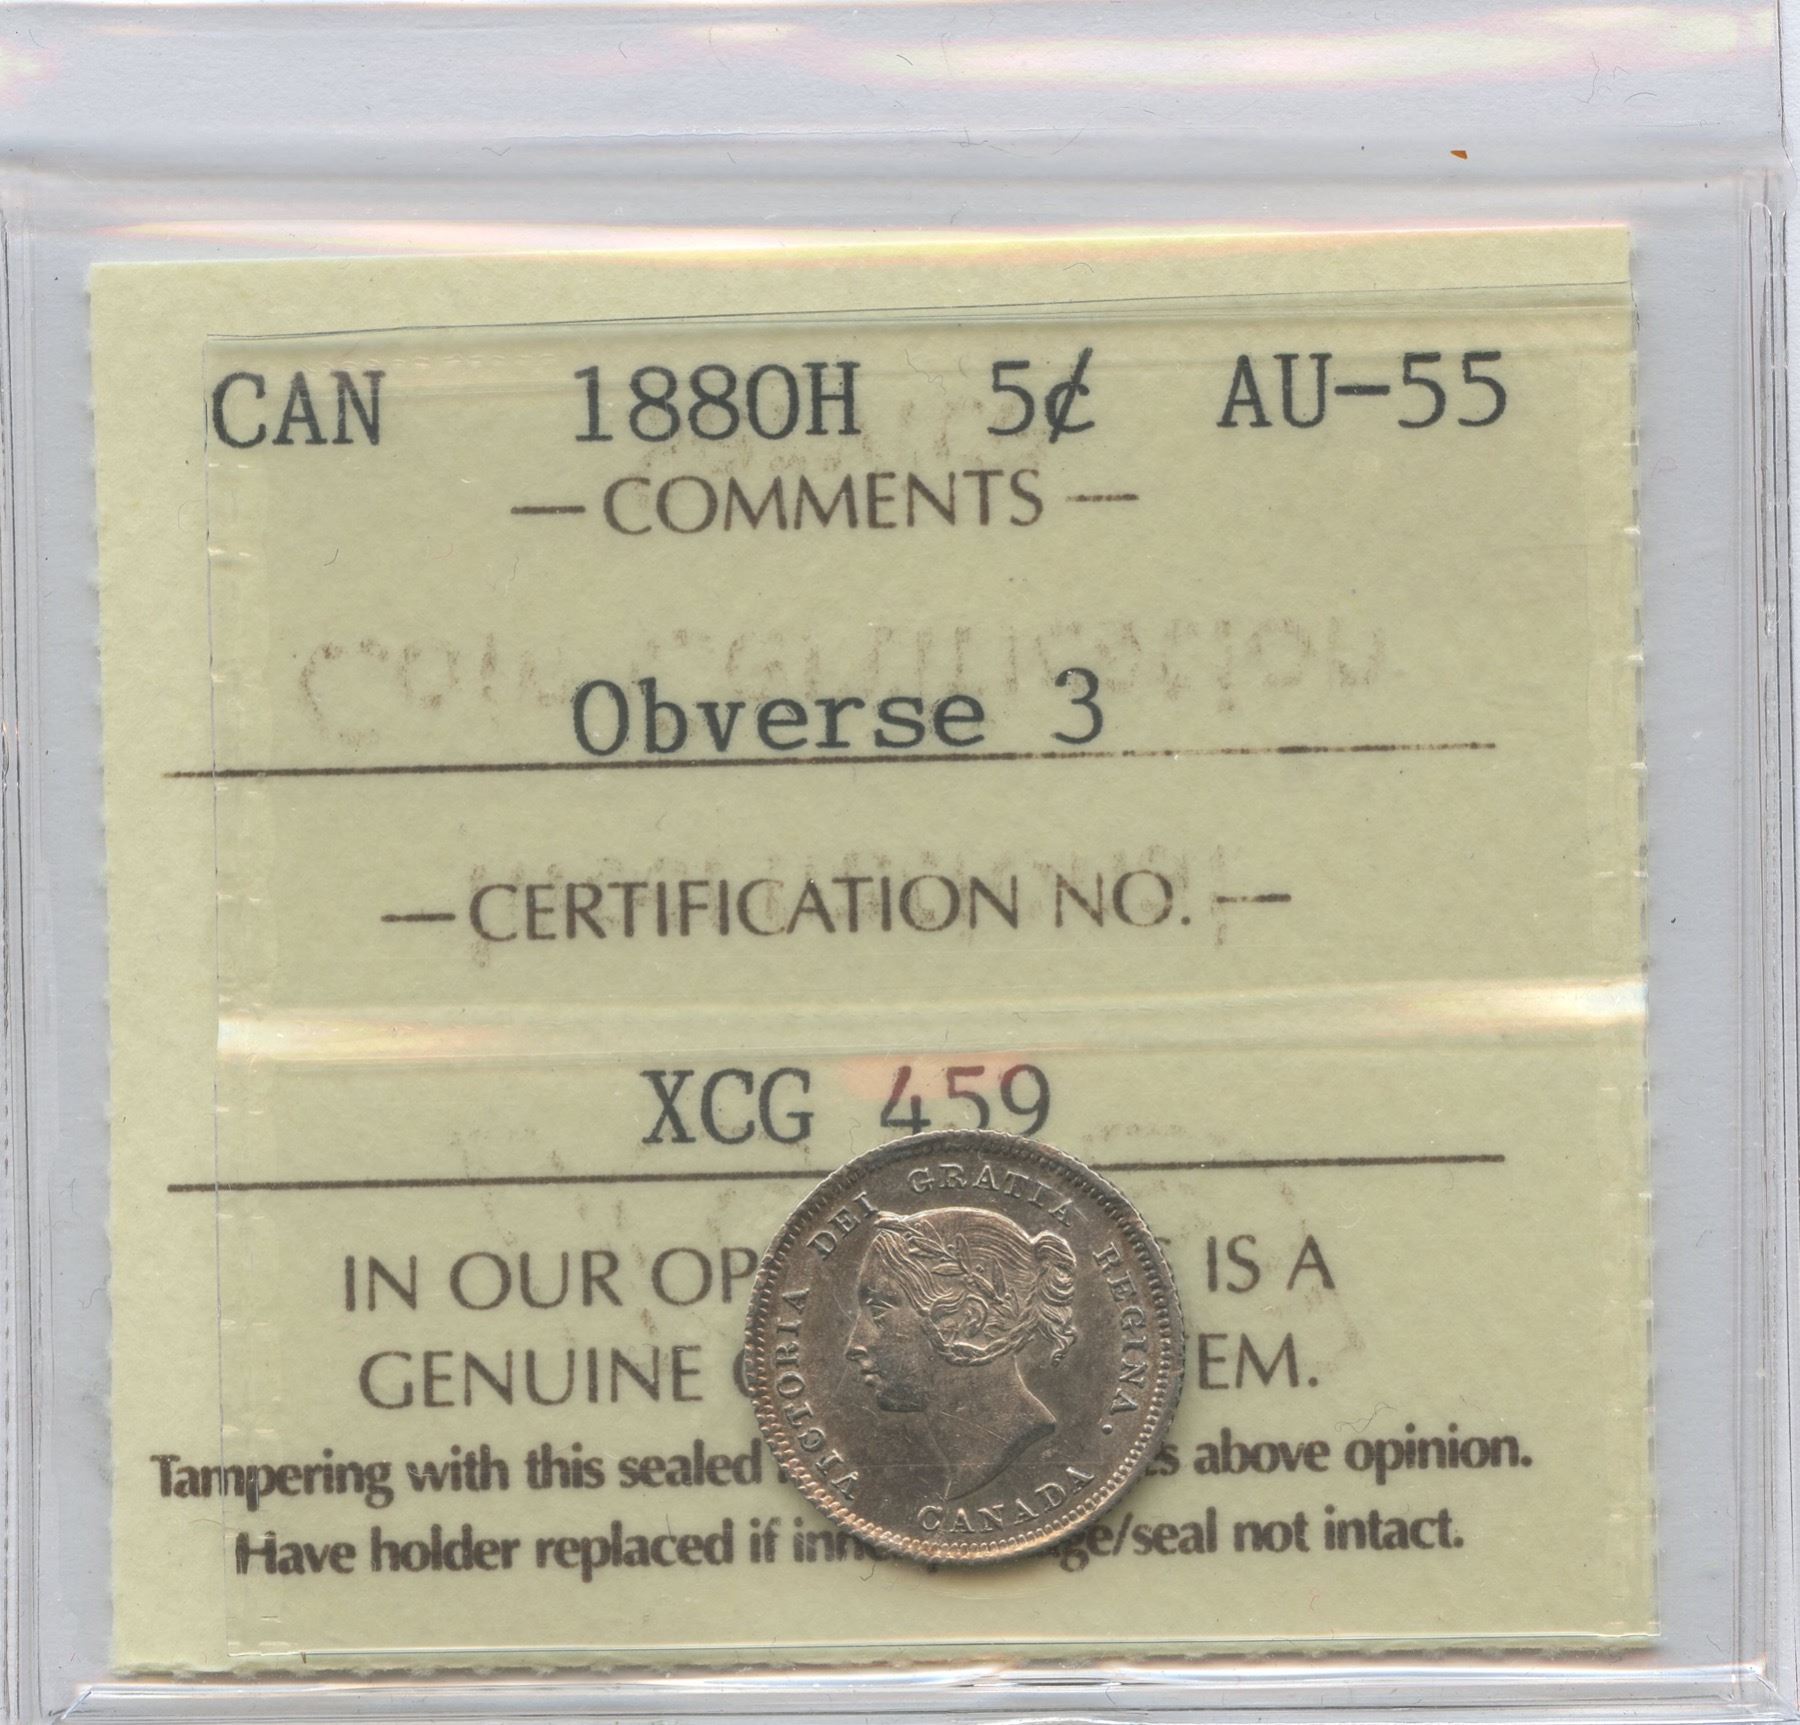 CAN 1880H 5¢ AU-55
— COMMENTS —
Obverse 3
— CERTIFICATION NO. —
XCG 459
IN OUR OP IS A
GENUINE EM.
Tampering with this sealed above opinion.
Have holder replaced if ge/seal not intact.
VICTORIA DEI GRATIA REGINA.
CANADA